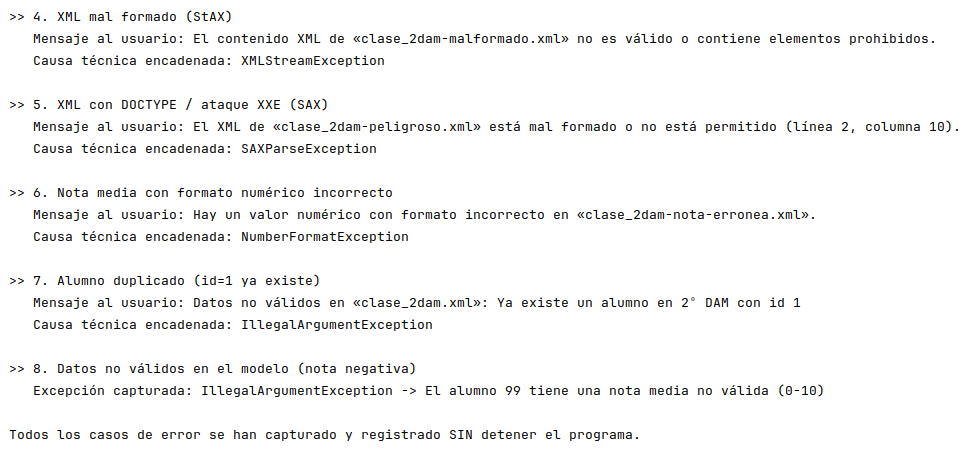 >> 4. XML mal formado (StAX)
Mensaje al usuario: El contenido XML de «clase_2dam-malformado.xml» no es válido o contiene elementos prohibidos.
Causa técnica encadenada: XMLStreamException
>> 5. XML con DOCTYPE / ataque XXE (SAX)
Mensaje al usuario: El XML de «clase_2dam-peligroso.xml» está mal formado o no está permitido (línea 2, columna 10).
Causa técnica encadenada: SAXParseException
>> 6. Nota media con formato numérico incorrecto
Mensaje al usuario: Hay un valor numérico con formato incorrecto en «clase_2dam-nota-erronea.xml».
Causa técnica encadenada: NumberFormatException
>> 7. Alumno duplicado (id=1 ya existe)
Mensaje al usuario: Datos no válidos en «clase_2dam.xml»: Ya existe un alumno en 2° DAM con id 1
Causa técnica encadenada: IllegalArgumentException
>> 8. Datos no válidos en el modelo (nota negativa)
Excepción capturada: IllegalArgumentException -> El alumno 99 tiene una nota media no válida (0-10)
Todos los casos de error se han capturado y registrado SIN detener el programa.